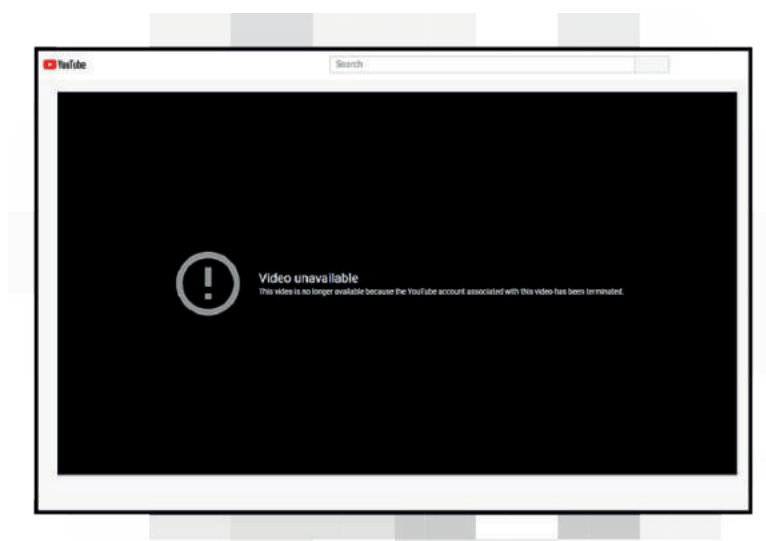 YouTube
Search
Video unavailable
This video is no longer available because the YouTube account associated with this video has been terminated.